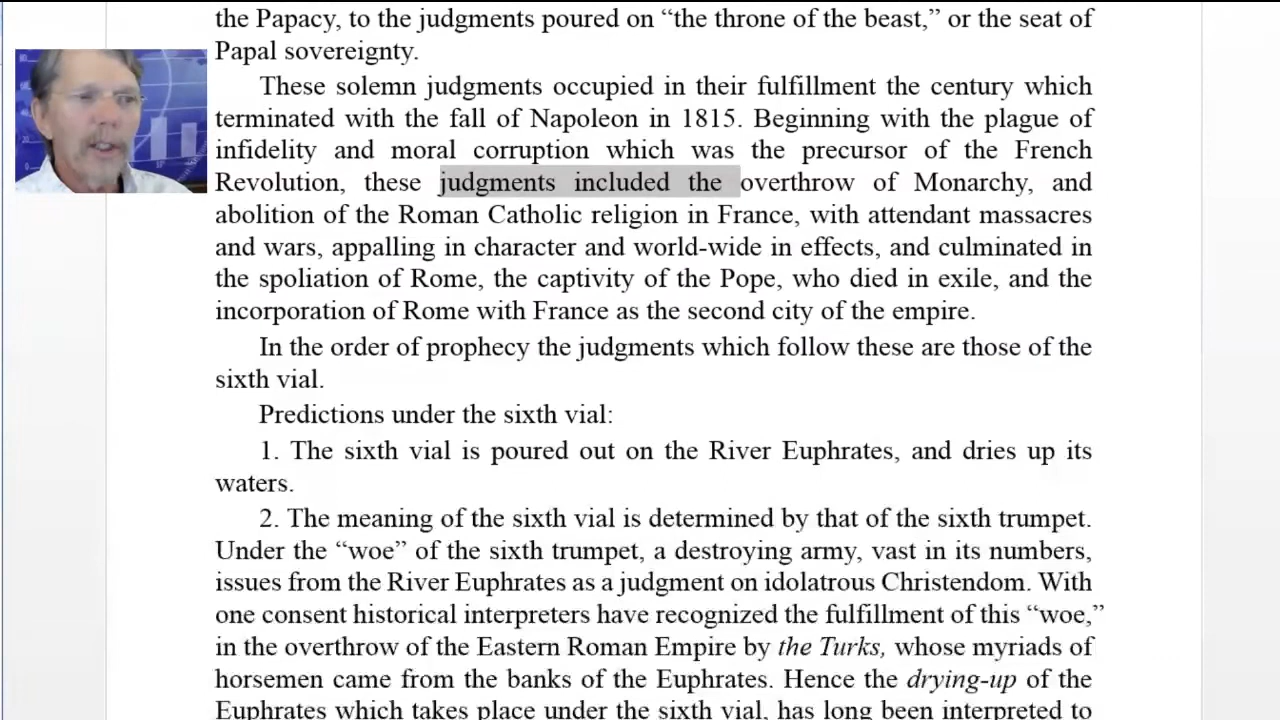 the Papacy, to the judgments poured on “the throne of the beast,” or the seat of
Papal sovereignty.
These solemn judgments occupied in their fulfillment the century which
terminated with the fall of Napoleon in 1815. Beginning with the plague of
infidelity and moral corruption which was the precursor of the French
Revolution, these judgments included the overthrow of Monarchy, and
abolition of the Roman Catholic religion in France, with attendant massacres
and wars, appalling in character and world-wide in effects, and culminated in
the spoliation of Rome, the captivity of the Pope, who died in exile, and the
incorporation of Rome with France as the second city of the empire.
In the order of prophecy the judgments which follow these are those of the
sixth vial.
Predictions under the sixth vial:
1. The sixth vial is poured out on the River Euphrates, and dries up its
waters.
2. The meaning of the sixth vial is determined by that of the sixth trumpet.
Under the “woe” of the sixth trumpet, a destroying army, vast in its numbers,
issues from the River Euphrates as a judgment on idolatrous Christendom. With
one consent historical interpreters have recognized the fulfillment of this “woe,”
in the overthrow of the Eastern Roman Empire by the Turks, whose myriads of
horsemen came from the banks of the Euphrates. Hence the drying-up of the
Euphrates which takes place under the sixth vial, has long been interpreted to